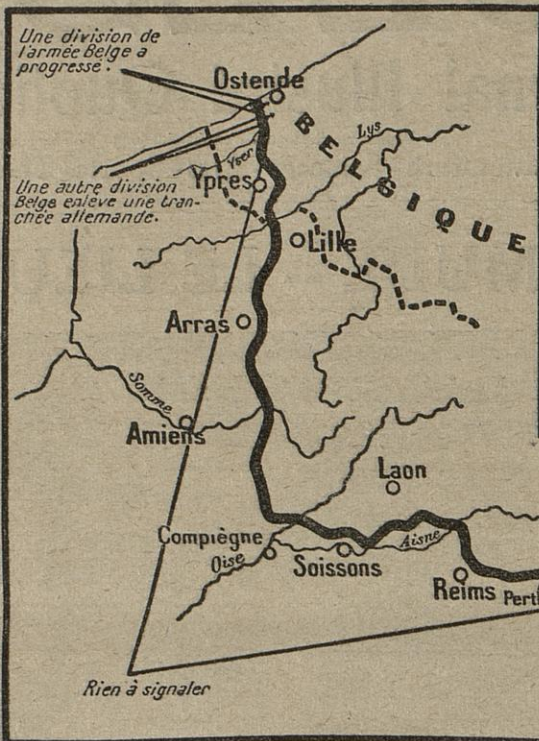 Une division de
l'armée Belge a
progressé.
Ostende
BELGIQUE
Lys
Yser
Ypres
Une autre division
Belge enlève une tran-
chée allemande.
Lille
Arras
Somme
Amiens
Laon
Compiègne
Oise
Soissons
Aisne
Reims
Perth
Rien à signaler